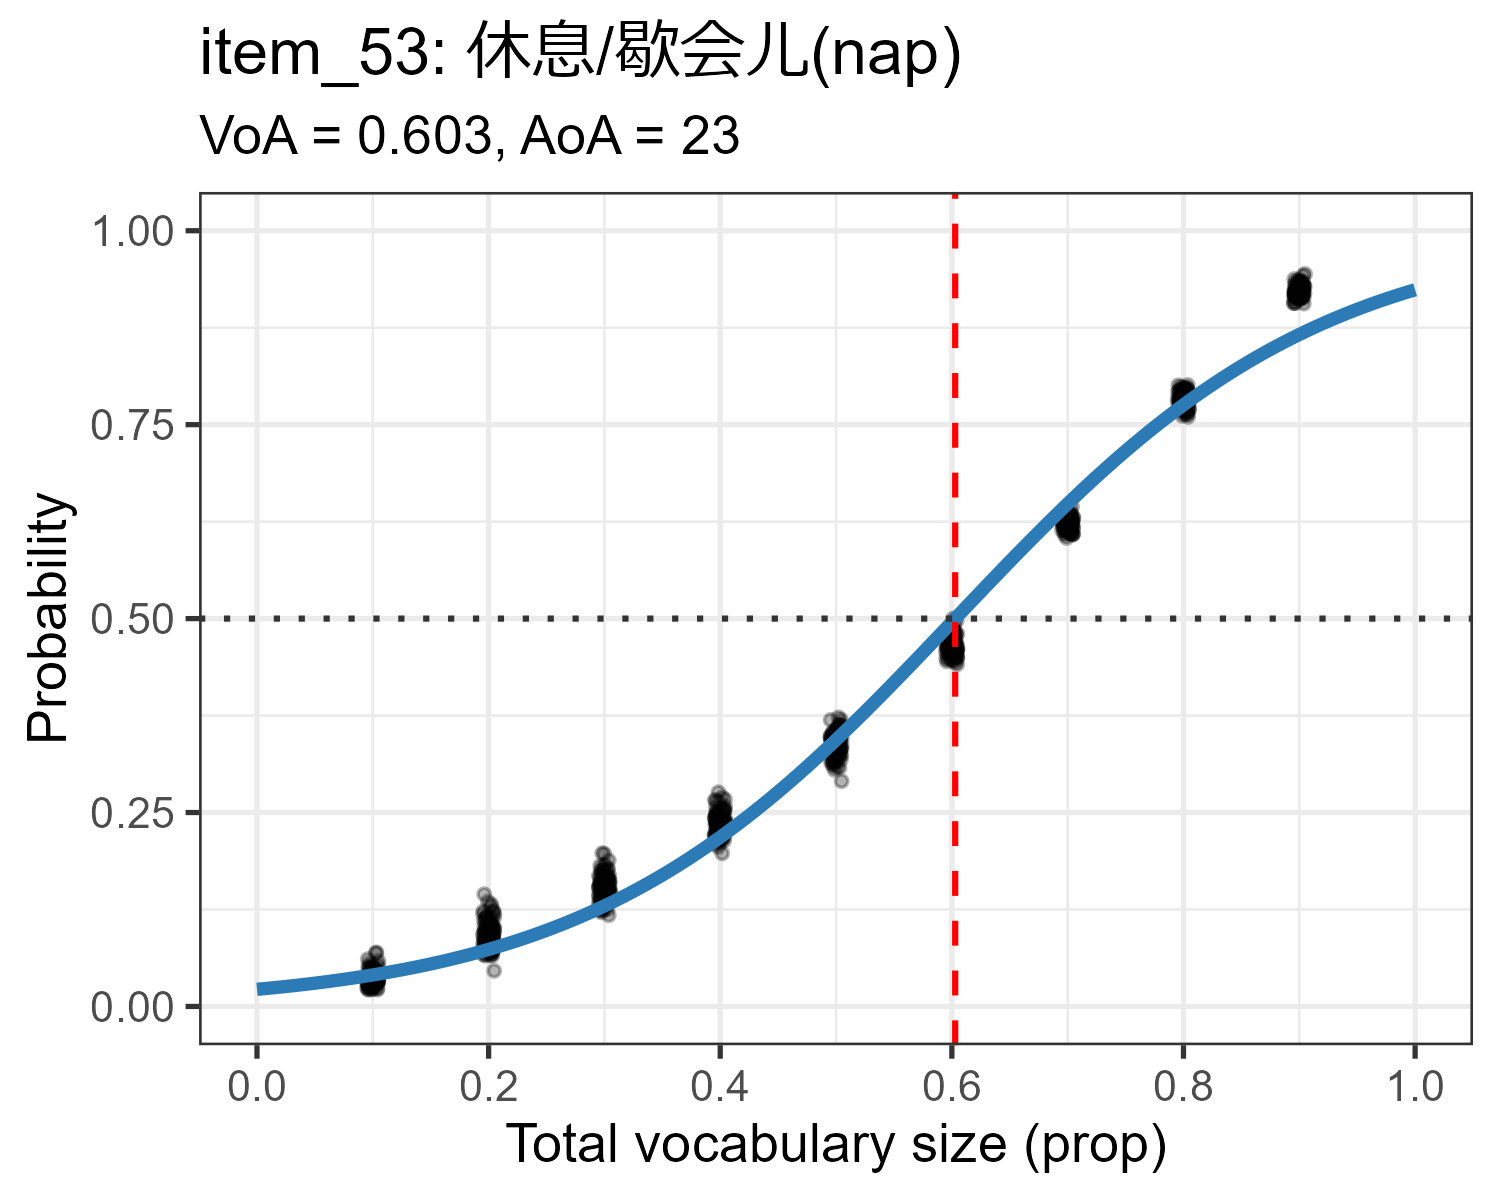 item_53: 休息/歇会儿(nap)
VoA = 0.603, AoA = 23
1.00
0.75
0.50
0.25
0.00
Probability
0.0 0.2 0.4 0.6 0.8 1.0
Total vocabulary size (prop)